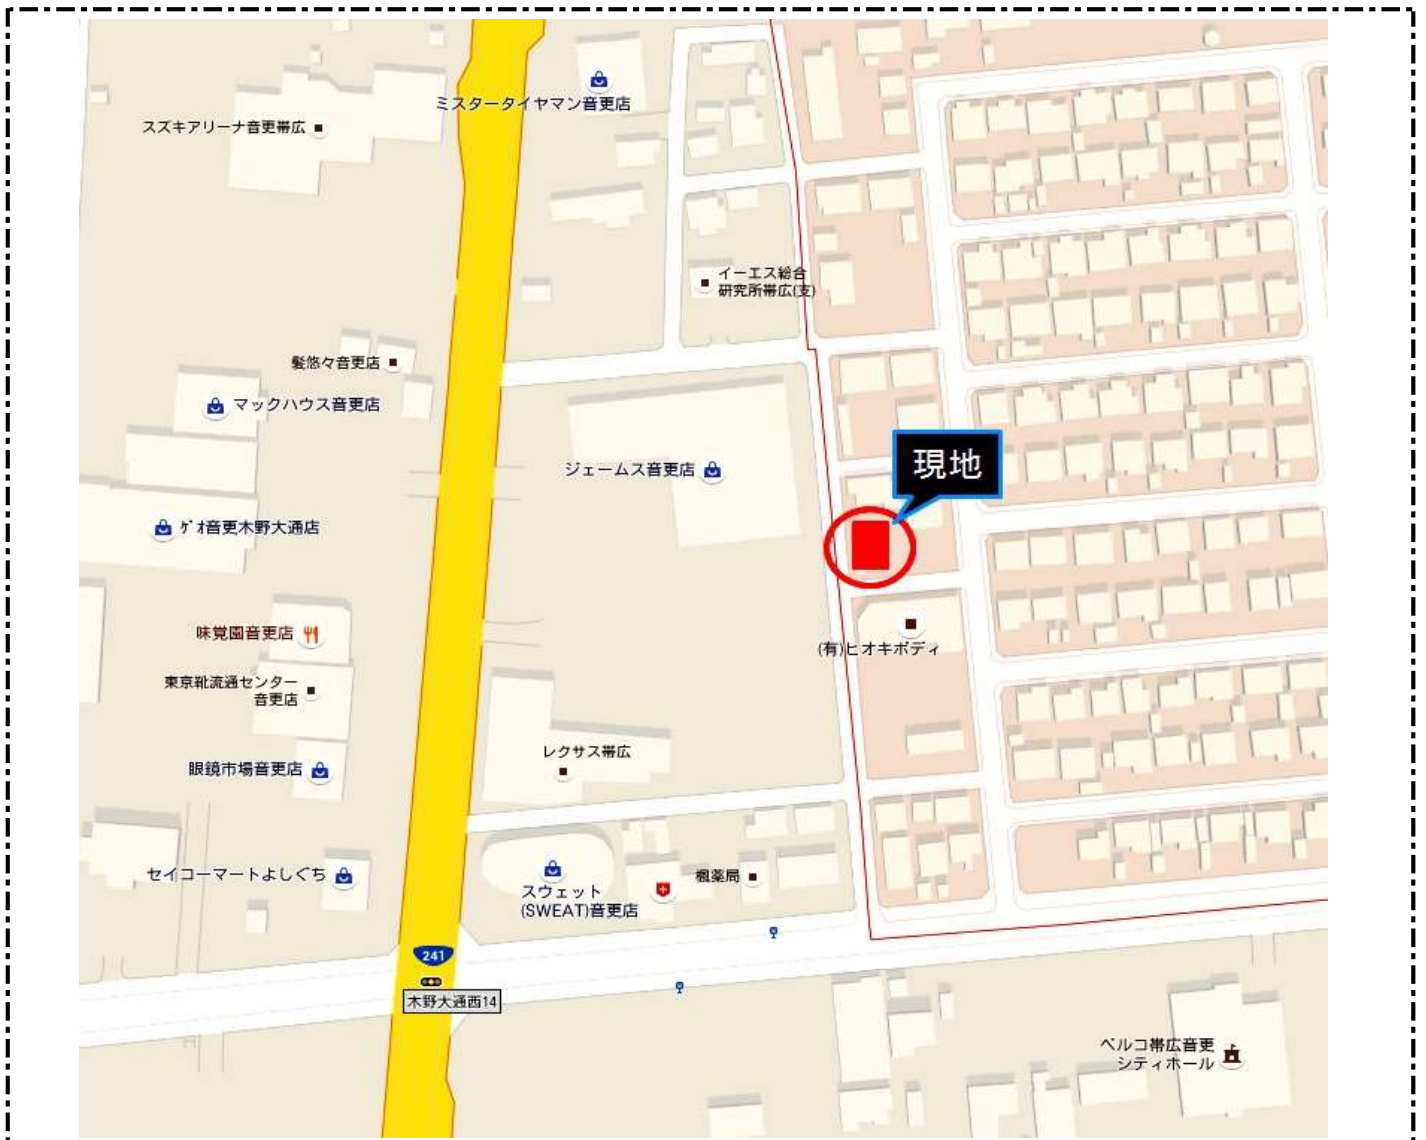 ミスタータイヤマン音更店
スズキアリーナ音更帯広
イーエス総合
研究所帯広(支)
髪悠々音更店
マックハウス音更店
現地
ジェームス音更店
ゲオ音更木野大通店
味覚園音更店
(有)ヒオキボディ
東京靴流通センター
音更店
レクサス帯広
眼鏡市場音更店
セイコーマートよしぐち
楓薬局
スウェット
(SWEAT)音更店
241
木野大通西14
ベルコ帯広音更
シティホール